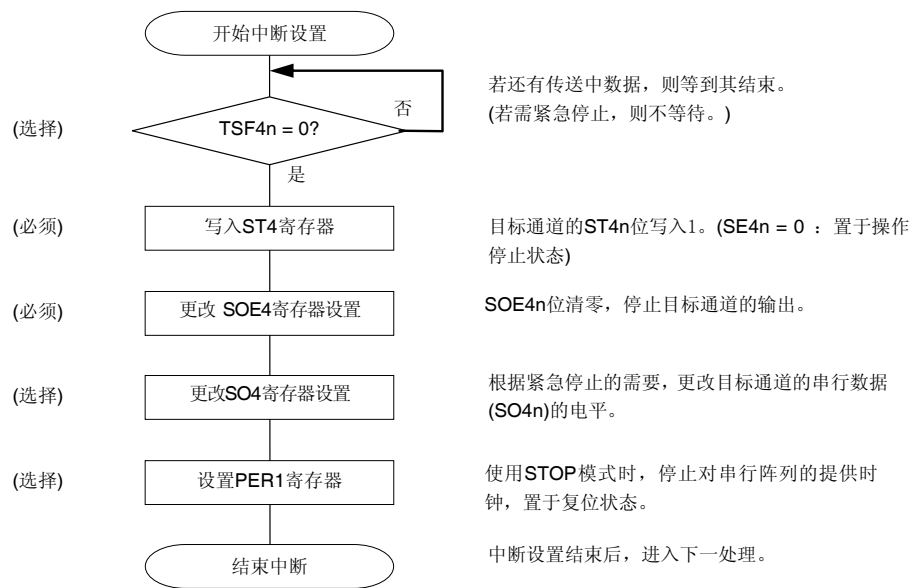 开始中断设置
若还有传送中数据，则等到其结束。
(若需紧急停止，则不等待。)
否
(选择)
TSF4n = 0?
是
(必须)
写入ST4寄存器
目标通道的ST4n位写入1。(SE4n = 0 ：置于操作
停止状态)
(必须)
更改 SOE4寄存器设置
SOE4n位清零，停止目标通道的输出。
(选择)
更改SO4寄存器设置
根据紧急停止的需要，更改目标通道的串行数据
(SO4n)的电平。
(选择)
设置PER1寄存器
使用STOP模式时，停止对串行阵列的提供时
钟，置于复位状态。
结束中断
中断设置结束后，进入下一处理。